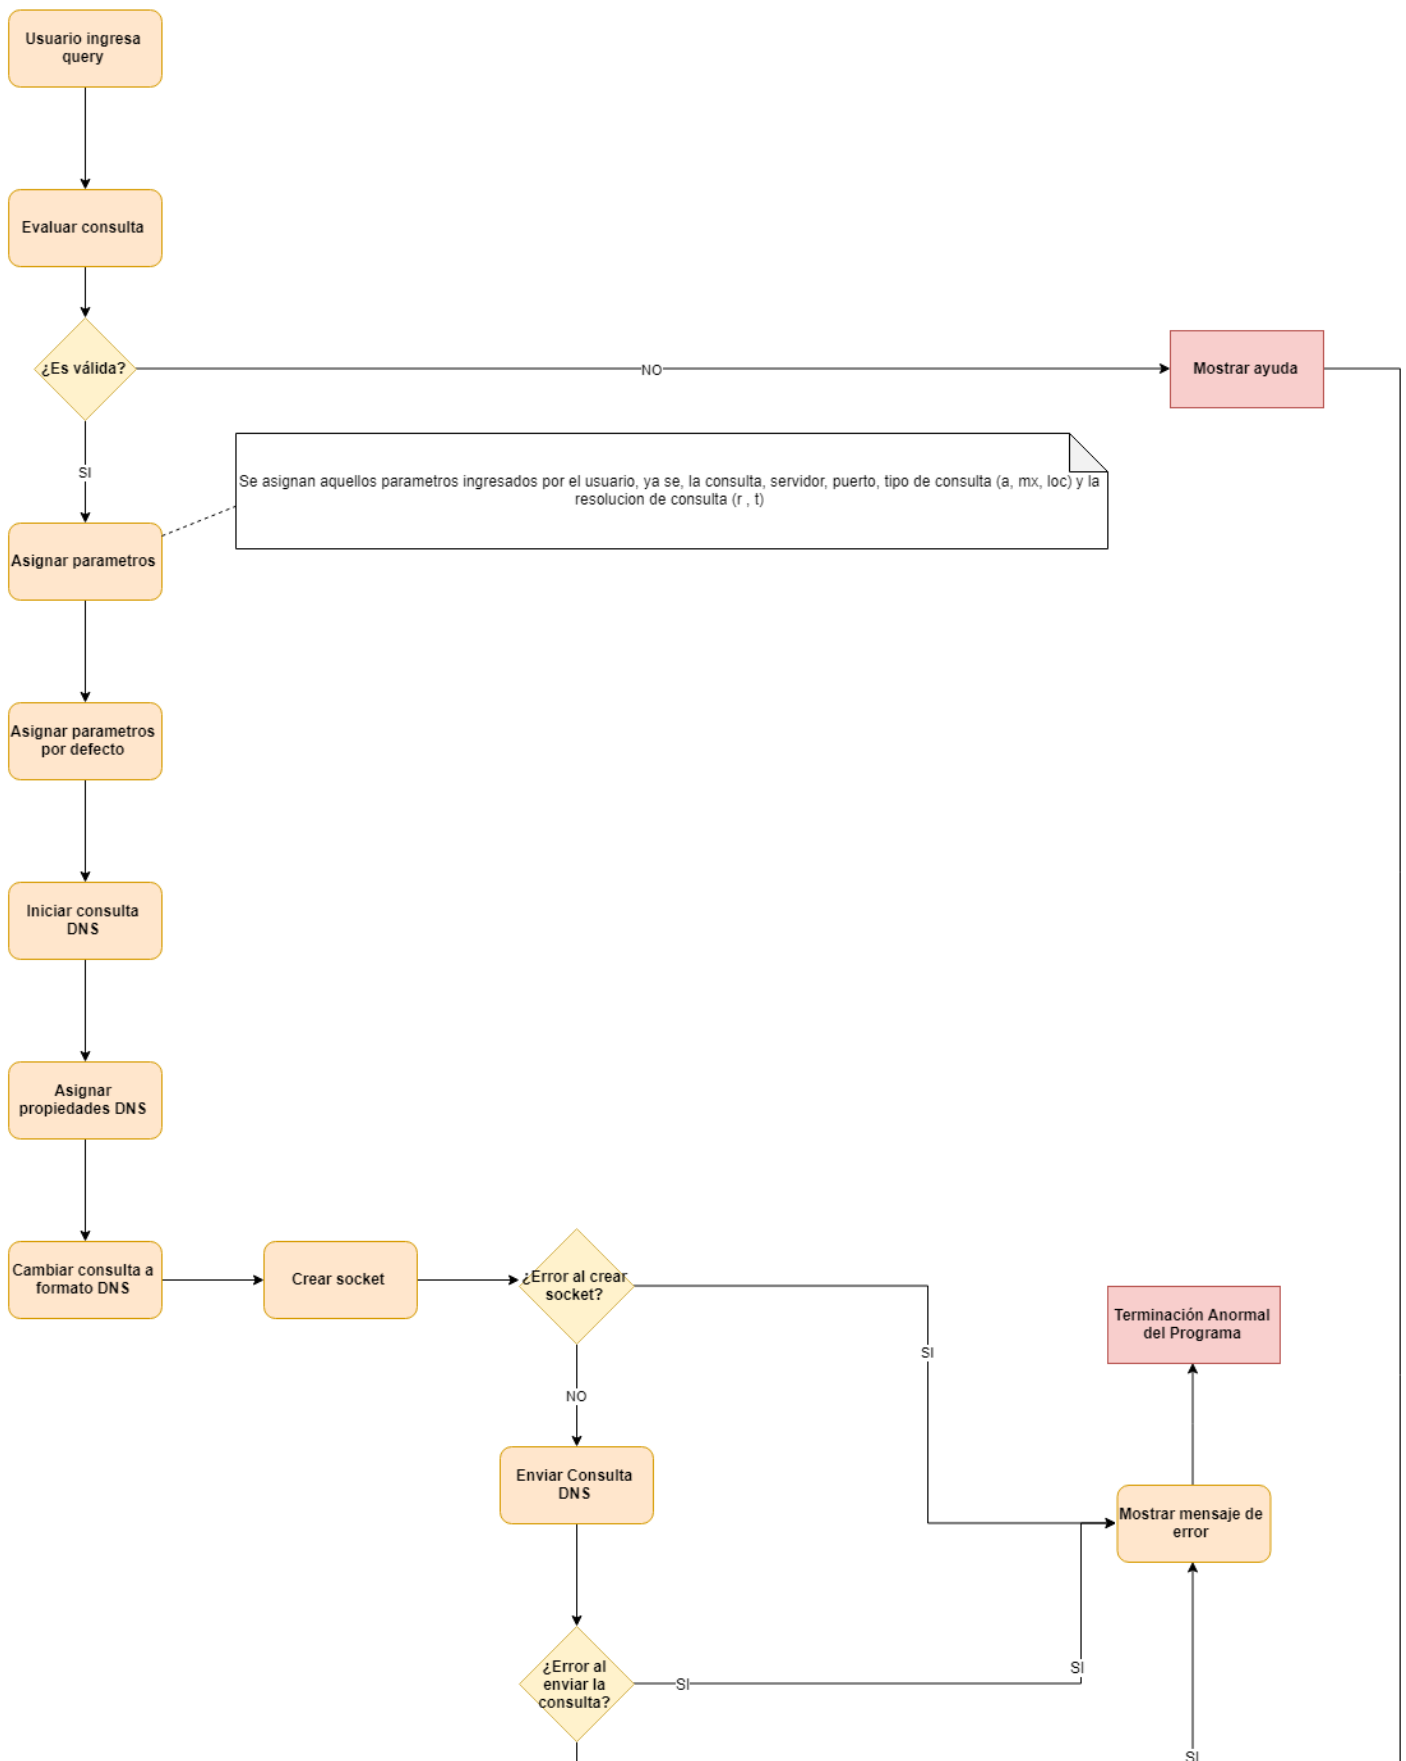 Usuario ingresa
query
Evaluar consulta
¿Es válida?
NO
Mostrar ayuda
SI
Se asignan aquellos parametros ingresados por el usuario, ya se, la consulta, servidor, puerto, tipo de consulta (a, mx, loc) y la
resolucion de consulta (r , t)
Asignar parametros
Asignar parametros
por defecto
Iniciar consulta
DNS
Asignar
propiedades DNS
Cambiar consulta a
formato DNS
Crear socket
¿Error al crear
socket?
SI
NO
Terminación Anormal
del Programa
Enviar Consulta
DNS
Mostrar mensaje de
error
¿Error al
enviar la
consulta?
SI
SI
SI